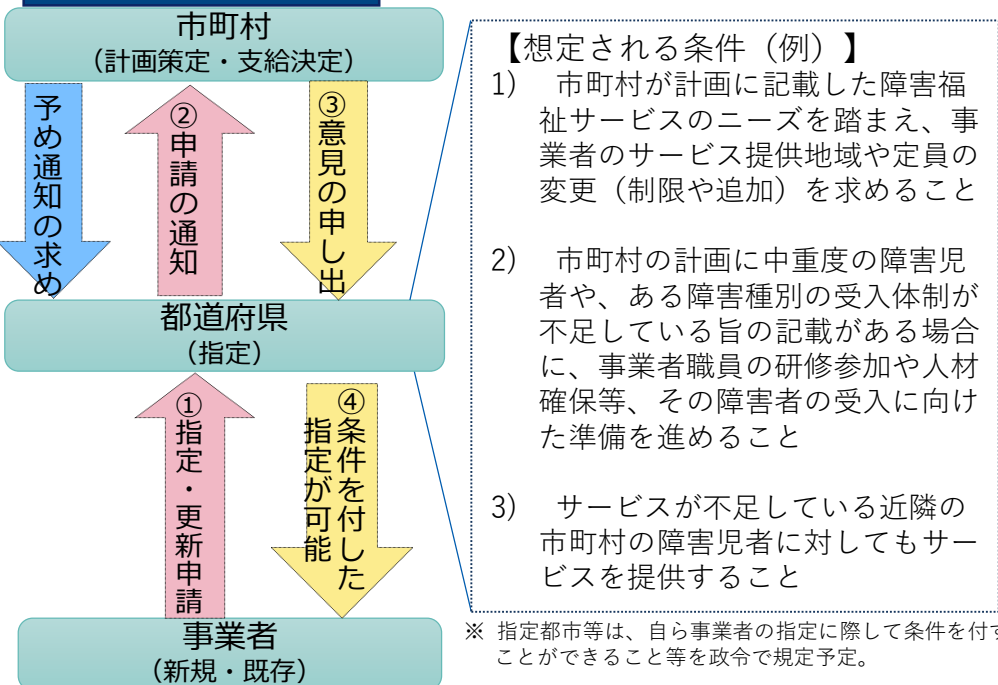 市町村
（計画策定・支給決定）
予め通知の求め
②申請の通知
③意見の申し出
都道府県
（指定）
①指定・更新申請
④条件を付した
指定が可能
事業者
（新規・既存）
【想定される条件（例）】
1)　市町村が計画に記載した障害福
祉サービスのニーズを踏まえ、事
業者のサービス提供地域や定員の
変更（制限や追加）を求めること
2)　市町村の計画に中重度の障害児
者や、ある障害種別の受入体制が
不足している旨の記載がある場合
に、事業者職員の研修参加や人材
確保等、その障害者の受入に向け
た準備を進めること
3)　サービスが不足している近隣の
市町村の障害児者に対してもサー
ビスを提供すること
※ 指定都市等は、自ら事業者の指定に際して条件を付す
ことができること等を政令で規定予定。